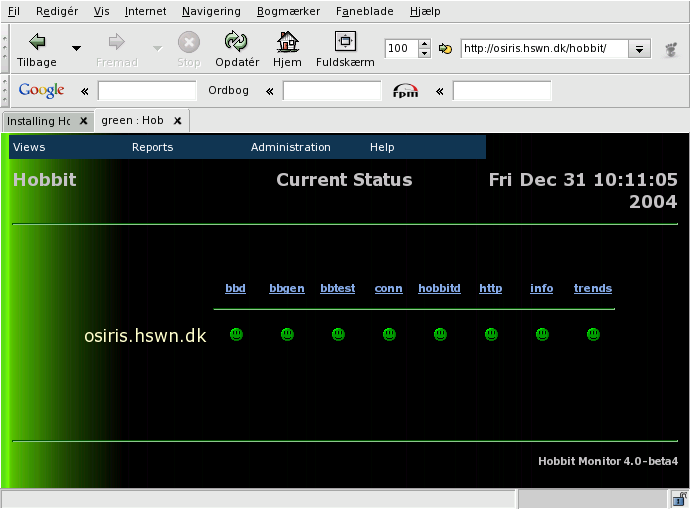 Fil Redigér Vis Internet Navigering Bogmærker Faneblade Hjælp
Tilbage Fremad Stop Opdatér Hjem Fuldskærm 100 http://osiris.hswn.dk/hobbit/
Google « Ordbog « rpm «
Installing Ho green : Hob
Views Reports Administration Help
Hobbit Current Status Fri Dec 31 10:11:05
2004
bbd bbgen bbtest conn hobbitd http info trends
osiris.hswn.dk
Hobbit Monitor 4.0-beta4